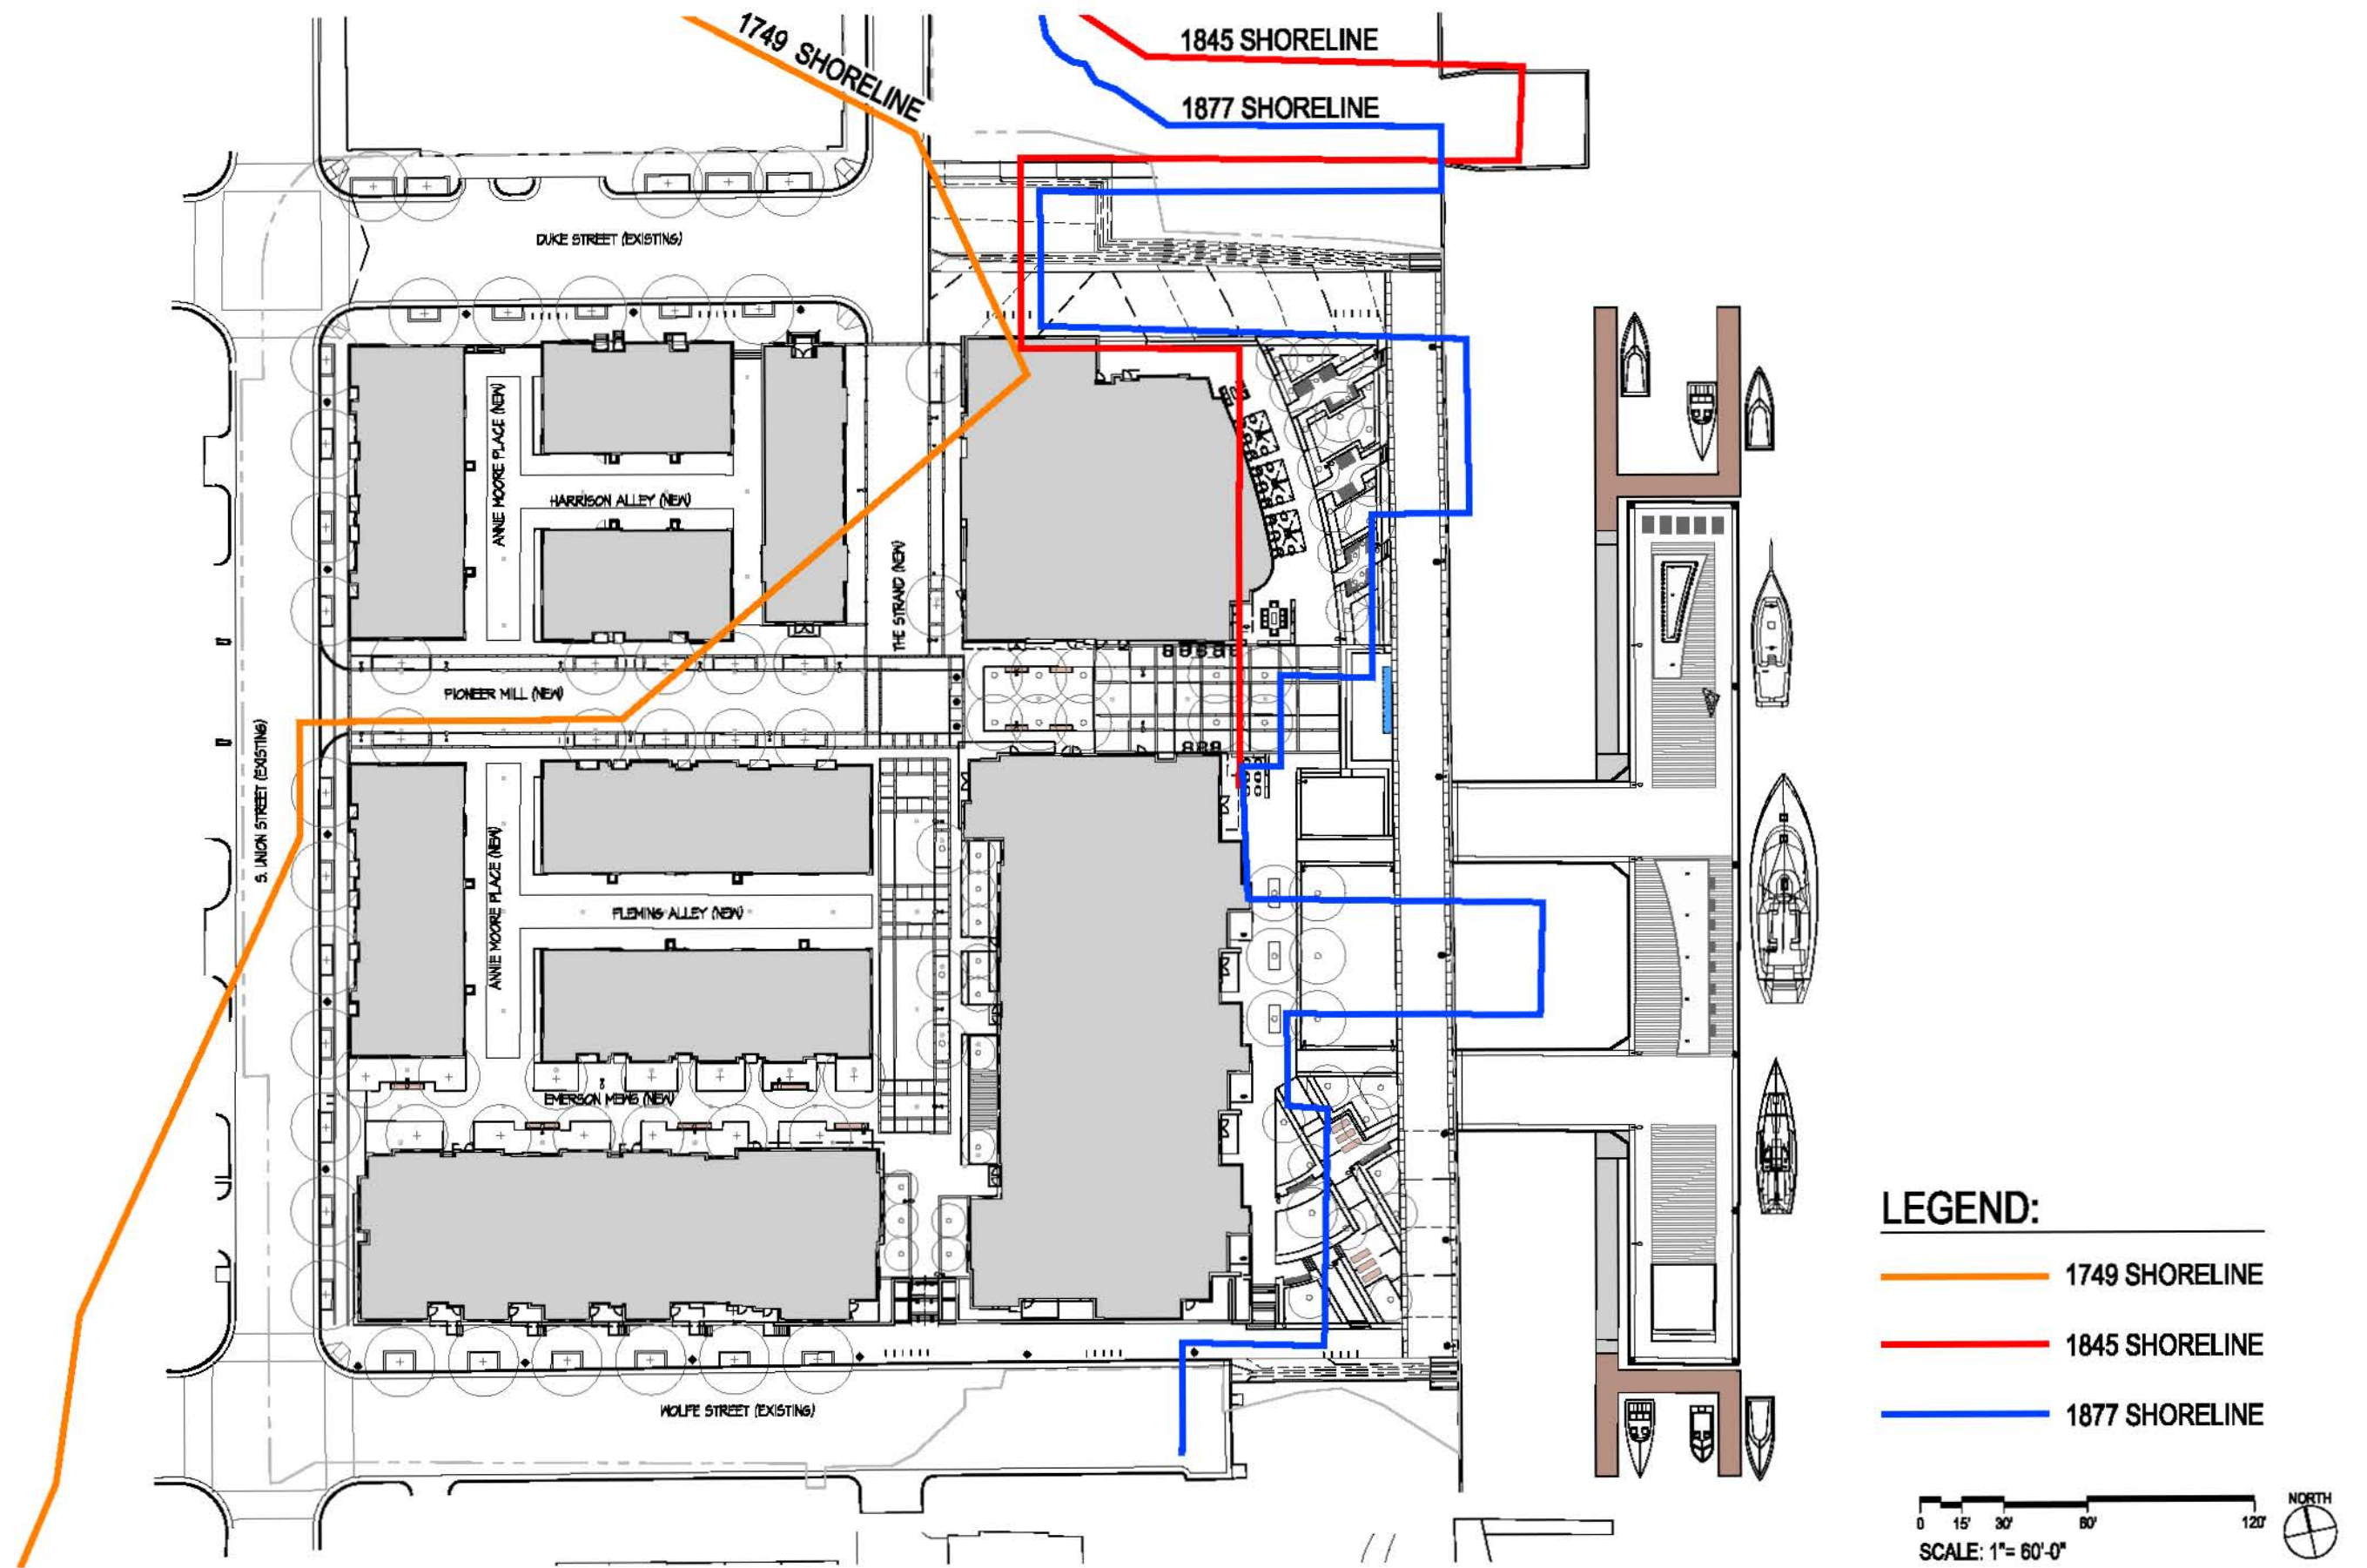 1749 SHORELINE
1845 SHORELINE
1877 SHORELINE
DUKE STREET (EXISTING)
ANNIE MOORE PLACE (NEW)
HARRISON ALLEY (NEW)
THE STRAND (NEW)
PIONEER MILL (NEW)
S. UNION STREET (EXISTING)
ANNIE MOORE PLACE (NEW)
FLEMING ALLEY (NEW)
EMERSON MEWS (NEW)
WOLFE STREET (EXISTING)
LEGEND:
1749 SHORELINE
1845 SHORELINE
1877 SHORELINE
NORTH
0 15' 30' 60' 120'
SCALE: 1"= 60'-0"